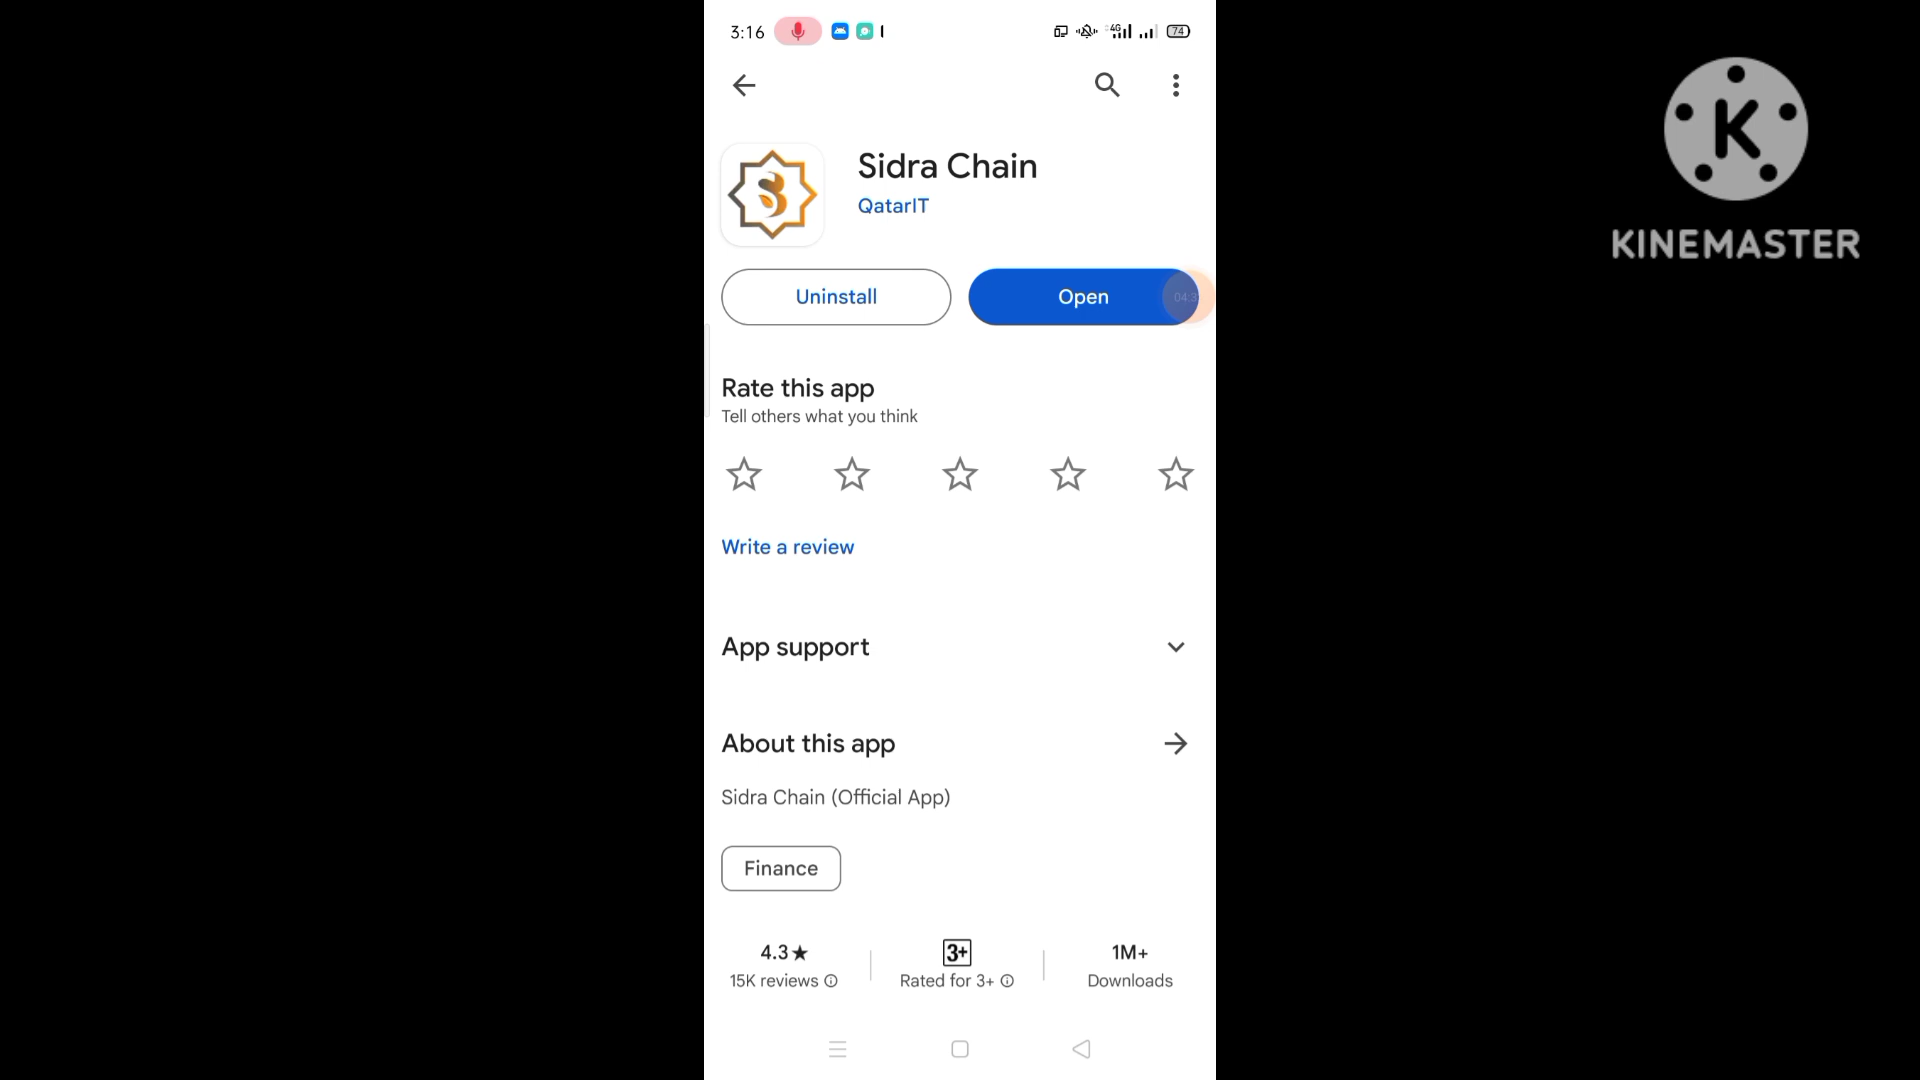 3:16
4G
74
K
KINEMASTER
Sidra Chain
QatarIT
Uninstall
Open
Rate this app
Tell others what you think
Write a review
App support
About this app
Sidra Chain (Official App)
Finance
4.3★
15K reviews
3+
Rated for 3+
1M+
Downloads